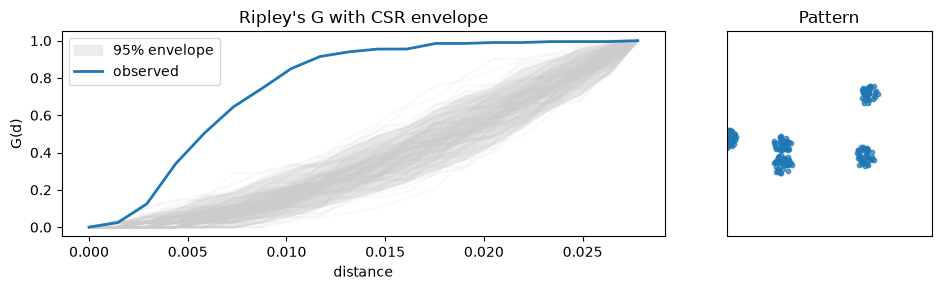 Ripley's G with CSR envelope
Pattern
95% envelope
observed
G(d)
1.0
0.8
0.6
0.4
0.2
0.0
0.000
0.005
0.010
0.015
0.020
0.025
distance